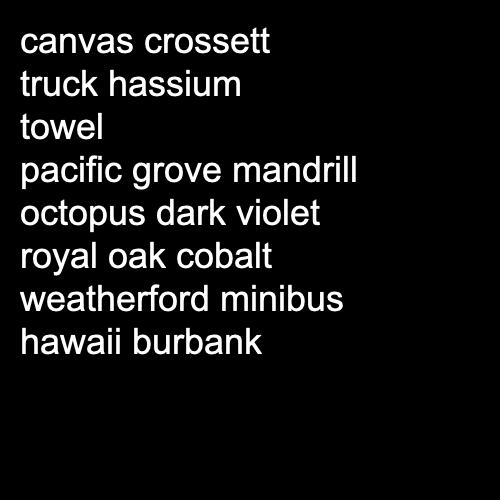 canvas crossett
truck hassium
towel
pacific grove mandrill
octopus dark violet
royal oak cobalt
weatherford minibus
hawaii burbank